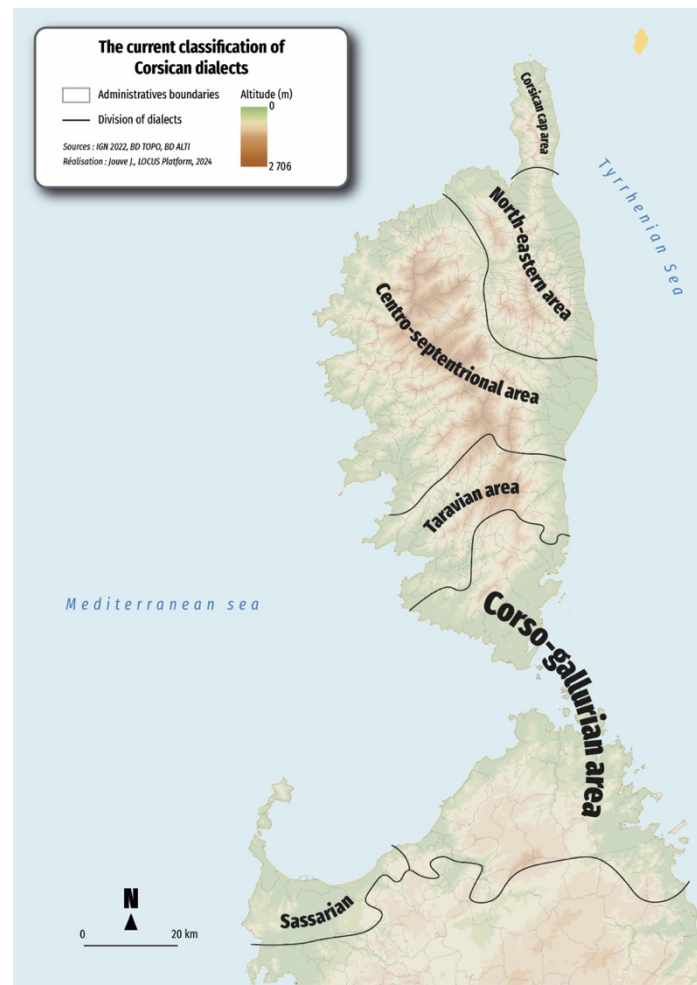 The current classification of
Corsican dialects
Administratives boundaries
Division of dialects
Altitude (m)
0
2 706
Sources : IGN 2022, BD TOPO, BD ALTI
Réalisation : Jouve J., LOCUS Platform, 2024
Corsican cap area
Tyrrhenian Sea
North-eastern area
Centro-septentrional area
Taravian area
Mediterranean sea
Corso-gallurian area
Sassarian
N
0 20 km